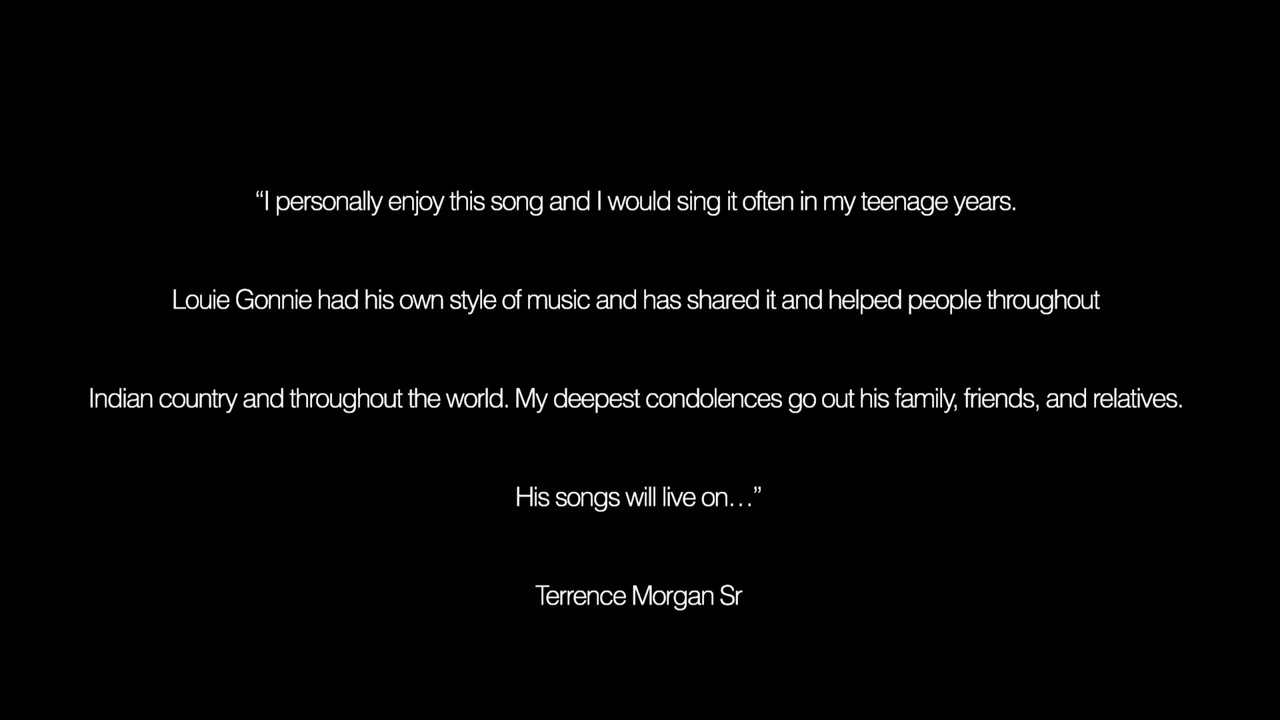 “I personally enjoy this song and I would sing it often in my teenage years.
Louie Gonnie had his own style of music and has shared it and helped people throughout
Indian country and throughout the world. My deepest condolences go out his family, friends, and relatives.
His songs will live on…”
Terrence Morgan Sr